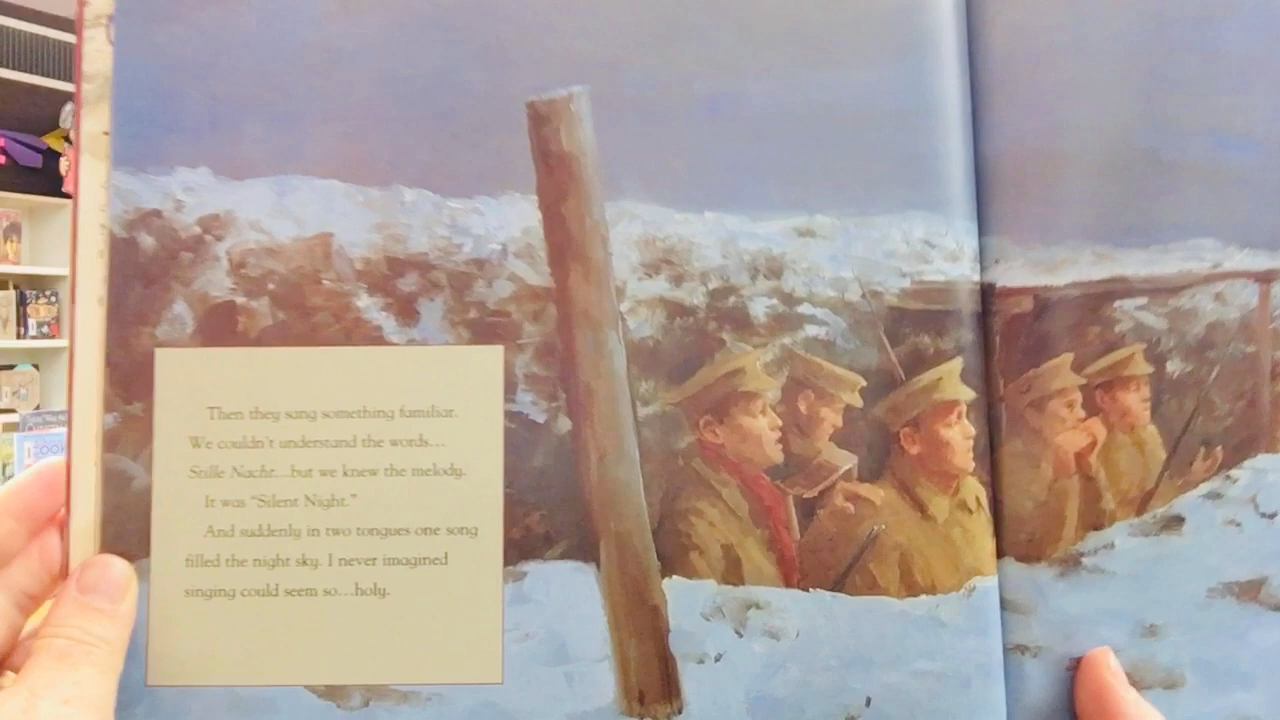 Then they sang something familiar.
We couldn't understand the words...
Stille Nacht....but we knew the melody.
It was "Silent Night."
And suddenly in two tongues one song
filled the night sky. I never imagined
singing could seem so...holy.